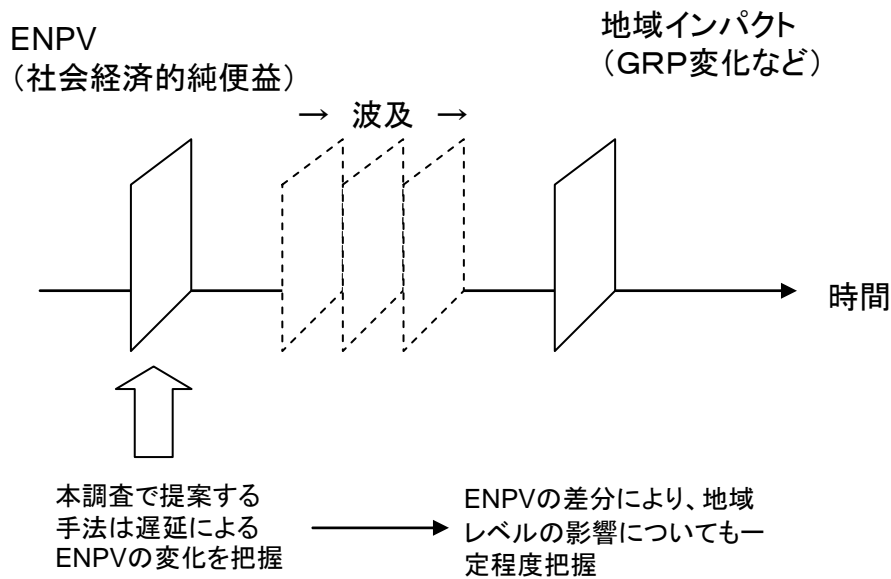 ENPV
（社会経済的純便益）
地域インパクト
（ＧＲＰ変化など）
→ 波及 →
時間
本調査で提案する
手法は遅延による
ENPVの変化を把握
ENPVの差分により、地域
レベルの影響についても一
定程度把握